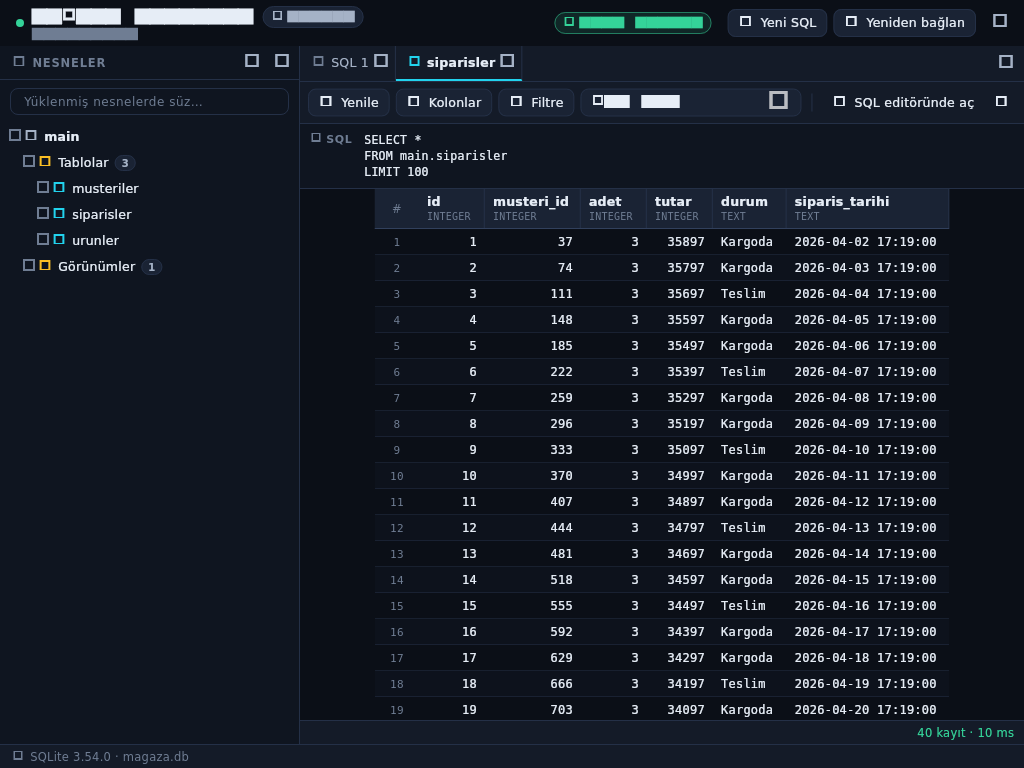 Yeni SQL
Yeniden bağlan
NESNELER
SQL 1
siparisler
Yüklenmiş nesnelerde süz...
Yenile
Kolonlar
Filtre
SQL editöründe aç
main
Tablolar 3
musteriler
siparisler
urunler
Görünümler 1
SQL
SELECT *
FROM main.siparisler
LIMIT 100
# id musteri_id adet tutar durum siparis_tarihi
INTEGER INTEGER INTEGER INTEGER TEXT TEXT
1 1 37 3 35897 Kargoda 2026-04-02 17:19:00
2 2 74 3 35797 Kargoda 2026-04-03 17:19:00
3 3 111 3 35697 Teslim 2026-04-04 17:19:00
4 4 148 3 35597 Kargoda 2026-04-05 17:19:00
5 5 185 3 35497 Kargoda 2026-04-06 17:19:00
6 6 222 3 35397 Teslim 2026-04-07 17:19:00
7 7 259 3 35297 Kargoda 2026-04-08 17:19:00
8 8 296 3 35197 Kargoda 2026-04-09 17:19:00
9 9 333 3 35097 Teslim 2026-04-10 17:19:00
10 10 370 3 34997 Kargoda 2026-04-11 17:19:00
11 11 407 3 34897 Kargoda 2026-04-12 17:19:00
12 12 444 3 34797 Teslim 2026-04-13 17:19:00
13 13 481 3 34697 Kargoda 2026-04-14 17:19:00
14 14 518 3 34597 Kargoda 2026-04-15 17:19:00
15 15 555 3 34497 Teslim 2026-04-16 17:19:00
16 16 592 3 34397 Kargoda 2026-04-17 17:19:00
17 17 629 3 34297 Kargoda 2026-04-18 17:19:00
18 18 666 3 34197 Teslim 2026-04-19 17:19:00
19 19 703 3 34097 Kargoda 2026-04-20 17:19:00
40 kayıt · 10 ms
SQLite 3.54.0 · magaza.db